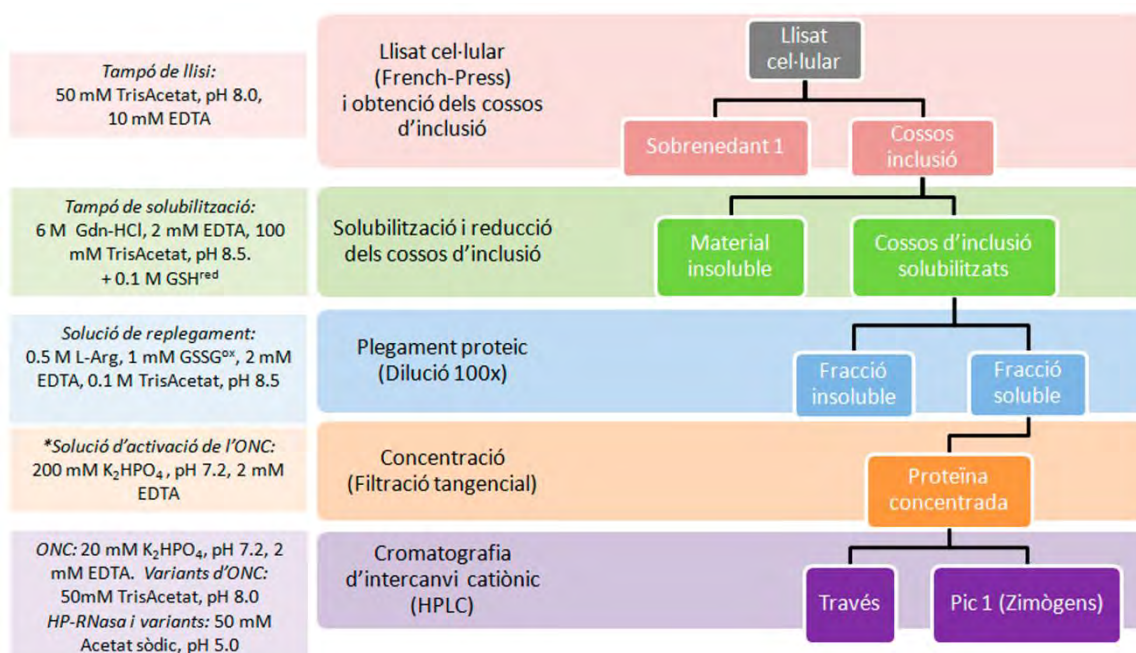 Tampó de llisi:
50 mM TrisAcetat, pH 8.0,
10 mM EDTA
Llisat cel·lular
(French-Press)
i obtenció dels cossos
d'inclusió
Llisat
cel·lular
Sobrenedant 1
Cossos
inclusió
Tampó de solubilització:
6 M Gdn-HCl, 2 mM EDTA, 100
mM TrisAcetat, pH 8.5.
+ 0.1 M GSHʳᵉᵈ
Solubilització i reducció
dels cossos d'inclusió
Material
insoluble
Cossos d'inclusió
solubilitzats
Solució de replegament:
0.5 M L-Arg, 1 mM GSSGᵒˣ, 2 mM
EDTA, 0.1 M TrisAcetat, pH 8.5
Plegament proteic
(Dilució 100x)
Fracció
insoluble
Fracció
soluble
*Solució d'activació de l'ONC:
200 mM K₂HPO₄, pH 7.2, 2 mM
EDTA
Concentració
(Filtració tangencial)
Proteïna
concentrada
ONC: 20 mM K₂HPO₄, pH 7.2, 2
mM EDTA. Variants d'ONC:
50mM TrisAcetat, pH 8.0
HP-RNasa i variants: 50 mM
Acetat sòdic, pH 5.0
Cromatografia
d'intercanvi catiònic
(HPLC)
Través
Pic 1 (Zimògens)